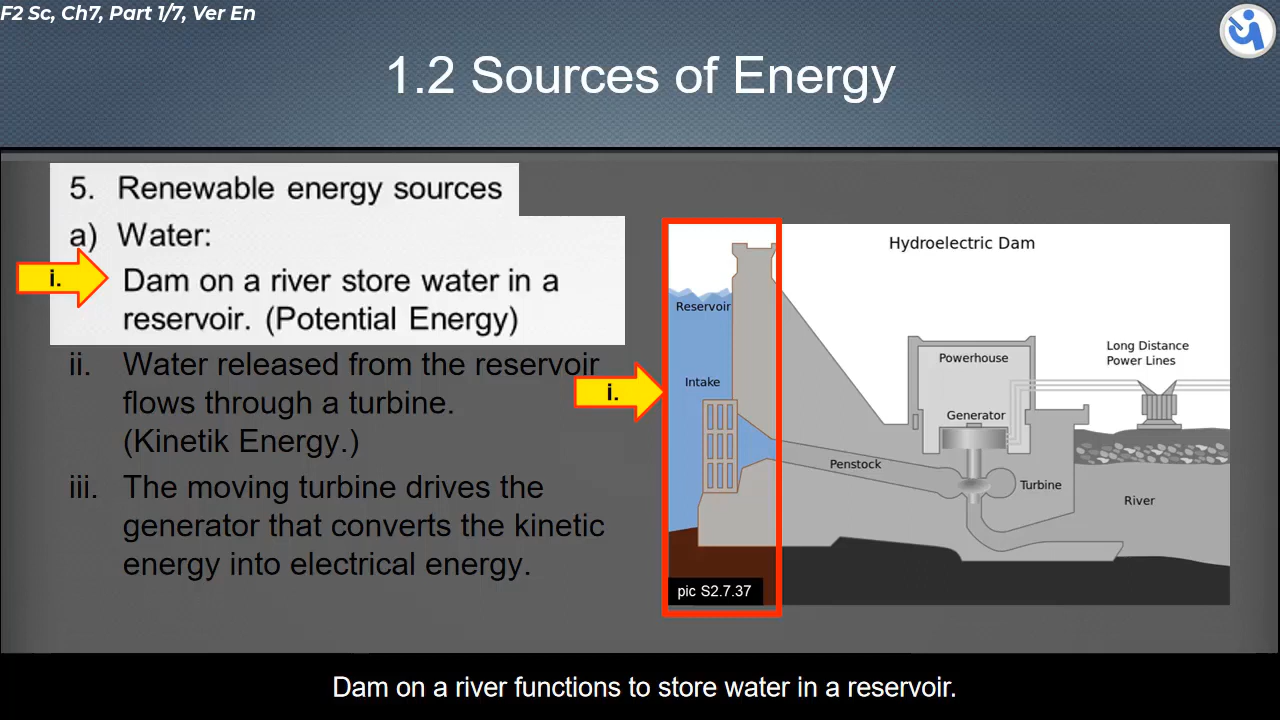 F2 Sc, Ch7, Part 1/7, Ver En
1.2 Sources of Energy
5. Renewable energy sources
a) Water:
i.
Dam on a river store water in a
reservoir. (Potential Energy)
ii. Water released from the reservoir
flows through a turbine.
(Kinetik Energy.)
iii. The moving turbine drives the
generator that converts the kinetic
energy into electrical energy.
i.
Hydroelectric Dam
Reservoir
Intake
Powerhouse
Generator
Long Distance
Power Lines
Penstock
Turbine
River
pic S2.7.37
Dam on a river functions to store water in a reservoir.